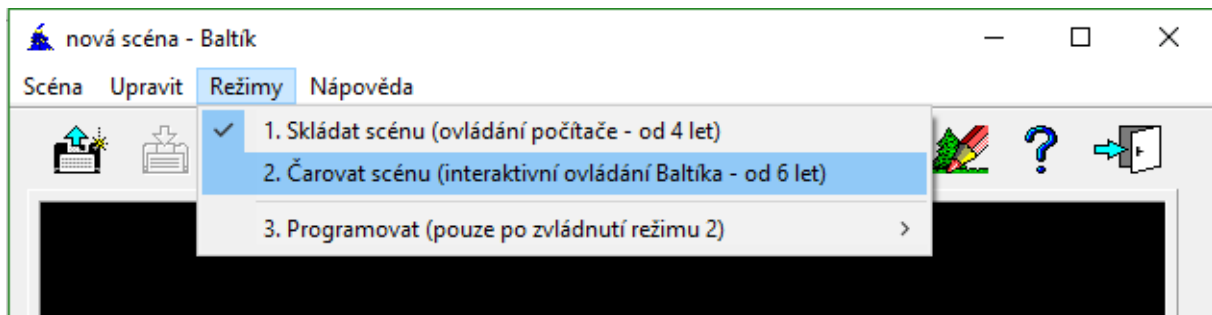 nová scéna - Baltík
Scéna Upravit Režimy Nápověda
1. Skládat scénu (ovládání počítače - od 4 let)
2. Čarovat scénu (interaktivní ovládání Baltíka - od 6 let)
3. Programovat (pouze po zvládnutí režimu 2)